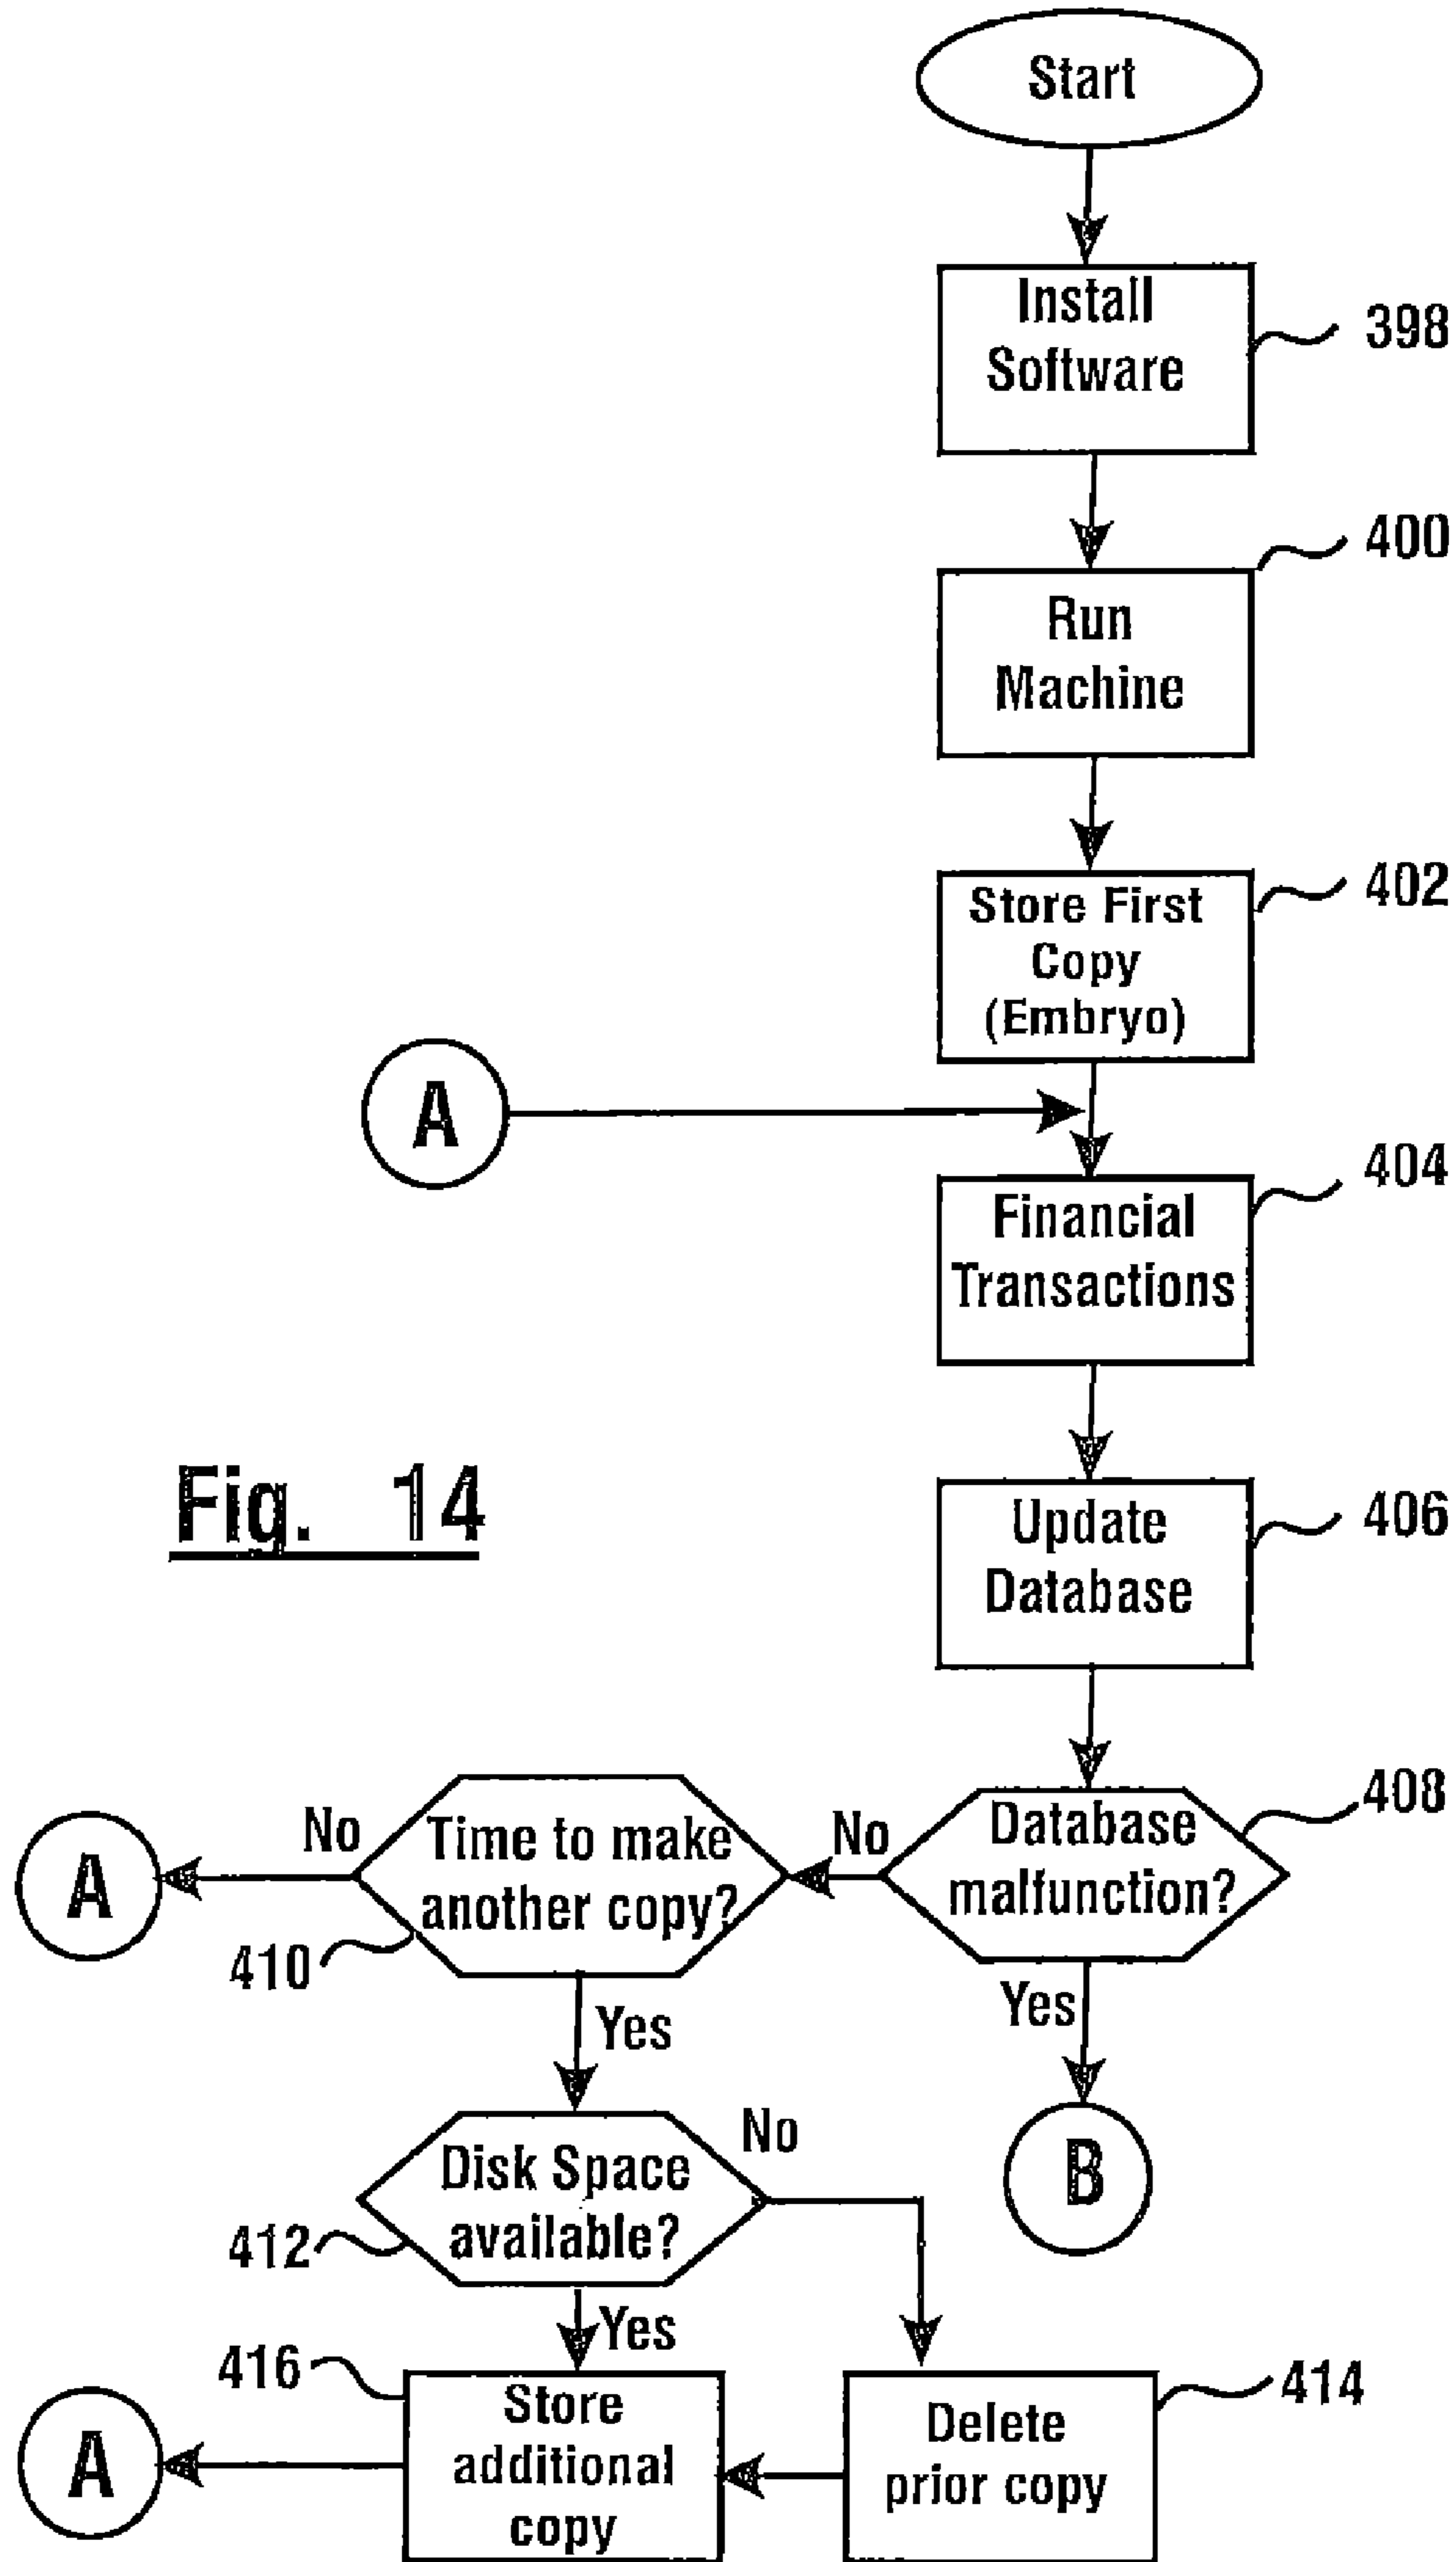 Start
Install
Software
398
400
Run
Machine
402
Store First
Copy
(Embryo)
A
404
Financial
Transactions
Fig. 14
406
Update
Database
408
Database
malfunction?
No
Time to make
another copy?
410
No
A
Yes
Yes
B
Disk Space
available?
412
No
Yes
416
Store
additional
copy
414
Delete
prior copy
A